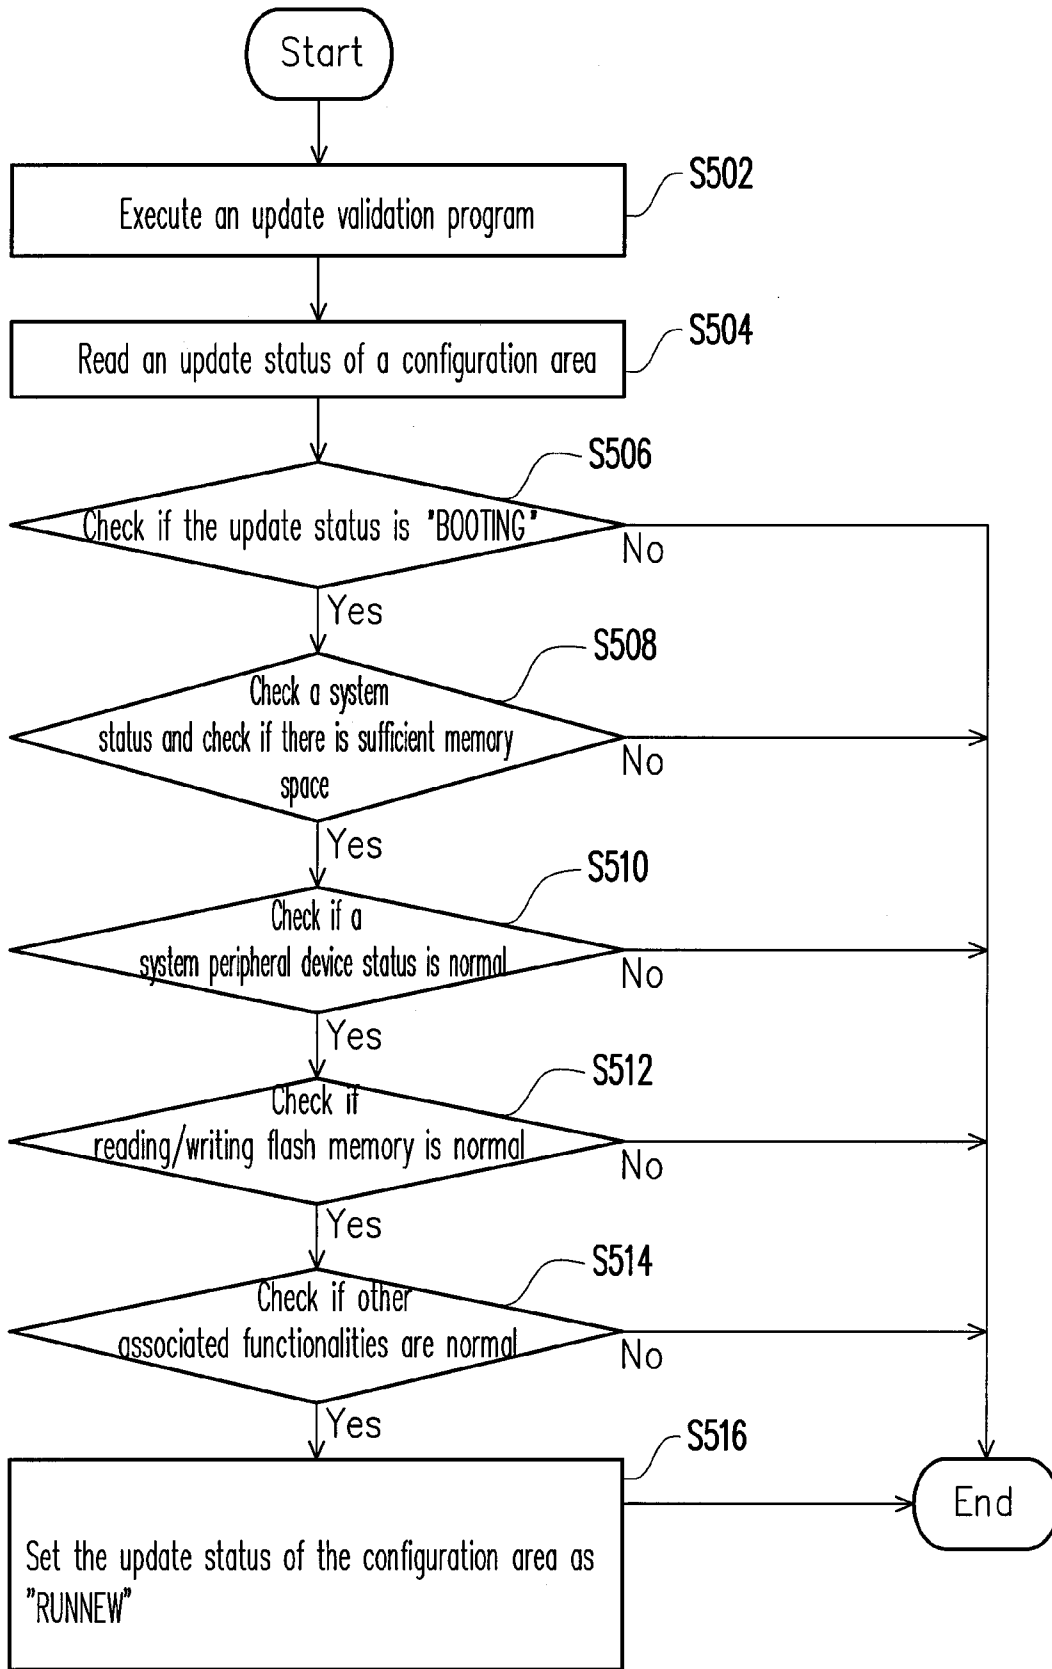 Start
S502
Execute an update validation program
S504
Read an update status of a configuration area
S506
Check if the update status is "BOOTING"
No
Yes
S508
Check a system
status and check if there is sufficient memory
space
No
Yes
S510
Check if a
system peripheral device status is normal
No
Yes
S512
Check if
reading/writing flash memory is normal
No
Yes
S514
Check if other
associated functionalities are normal
No
Yes
S516
Set the update status of the configuration area as
"RUNNEW"
End